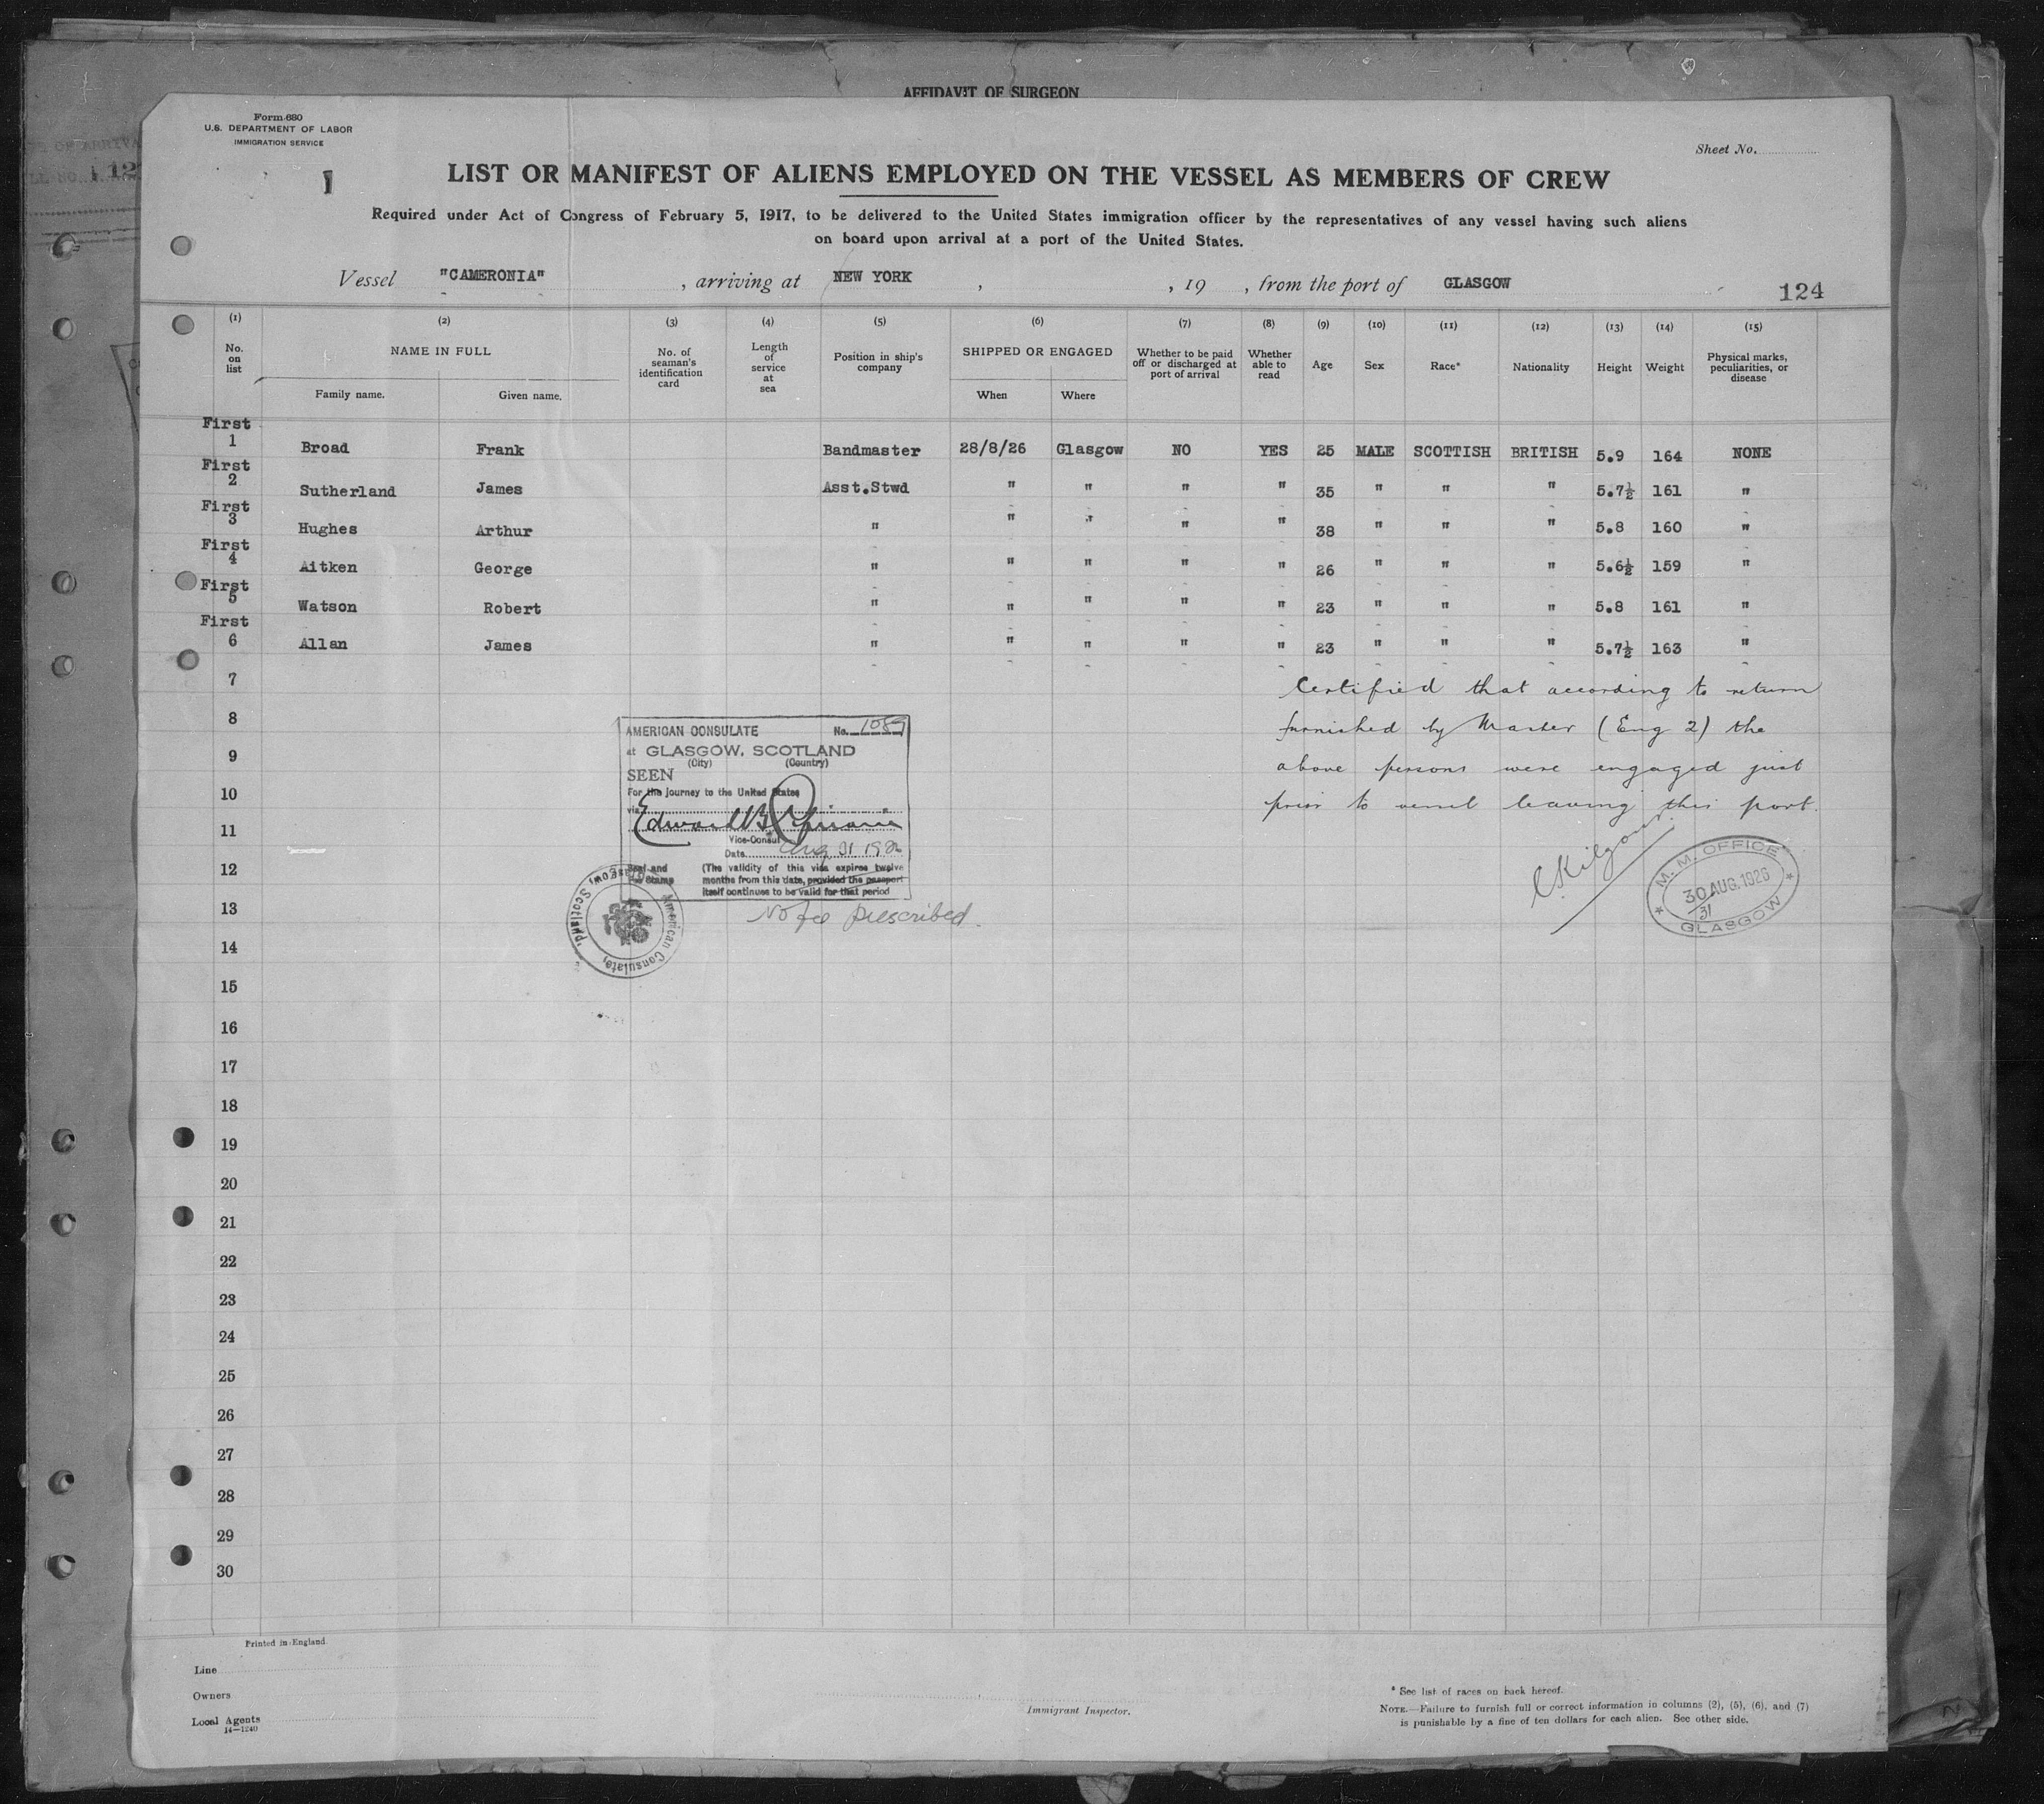 AFFIDAVIT OF SURGEON
Form 680
U.S. DEPARTMENT OF LABOR
IMMIGRATION SERVICE
Sheet No.
LIST OR MANIFEST OF ALIENS EMPLOYED ON THE VESSEL AS MEMBERS OF CREW
Required under Act of Congress of February 5, 1917, to be delivered to the United States immigration officer by the representatives of any vessel having such aliens
on board upon arrival at a port of the United States.
Vessel "CAMERONIA" , arriving at NEW YORK , , 19 , from the port of GLASGOW 124
(1) (2) (3) (4) (5) (6) (7) (8) (9) (10) (11) (12) (13) (14) (15)
No. on list NAME IN FULL Family name. Given name. No. of seaman's identification card Length of service at sea Position in ship's company SHIPPED OR ENGAGED When Where Whether to be paid off or discharged at port of arrival Whether able to read Age Sex Race* Nationality Height Weight Physical marks, peculiarities, or disease
First
1 Broad Frank Bandmaster 28/8/26 Glasgow NO YES 25 MALE SCOTTISH BRITISH 5.9 164 NONE
First
2 Sutherland James Asst.Stwd " " " " 35 " " " 5.7½ 161 "
First
3 Hughes Arthur " " " " " 38 " " " 5.8 160 "
First
4 Aitken George " " " " " 26 " " " 5.6½ 159 "
First
5 Watson Robert " " " " " 23 " " " 5.8 161 "
First
6 Allan James " " " " " 23 " " " 5.7½ 163 "
7
8
9
10
11
12
13
14
15
16
17
18
19
20
21
22
23
24
25
26
27
28
29
30
Certified that according to return
furnished by Master (Eng 2) the
above persons were engaged just
prior to vessel leaving this port.
Kilgour
M. M. OFFICE
30 AUG. 1926
31
GLASGOW
AMERICAN CONSULATE No. 1089
at GLASGOW, SCOTLAND
(City) (Country)
SEEN
For the journey to the United States
via
Edward B.
Vice-Consul
Date Aug 31 1926
Seal and Fee Stamp
(The validity of this visa expires twelve
months from this date, provided the passport
itself continues to be valid for that period
No fee prescribed.
American Consulate, Glasgow, Scotland.
Printed in England
Line
Owners
Local Agents
14—1240
Immigrant Inspector.
* See list of races on back hereof.
NOTE.—Failure to furnish full or correct information in columns (2), (5), (6), and (7)
is punishable by a fine of ten dollars for each alien. See other side.